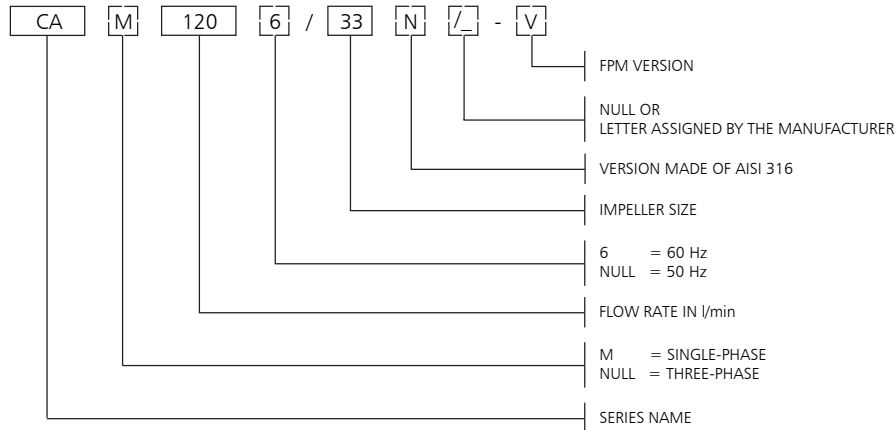 CA M 120 6 / 33 N /_ - V
FPM VERSION
NULL OR
LETTER ASSIGNED BY THE MANUFACTURER
VERSION MADE OF AISI 316
IMPELLER SIZE
6 = 60 Hz
NULL = 50 Hz
FLOW RATE IN l/min
M = SINGLE-PHASE
NULL = THREE-PHASE
SERIES NAME